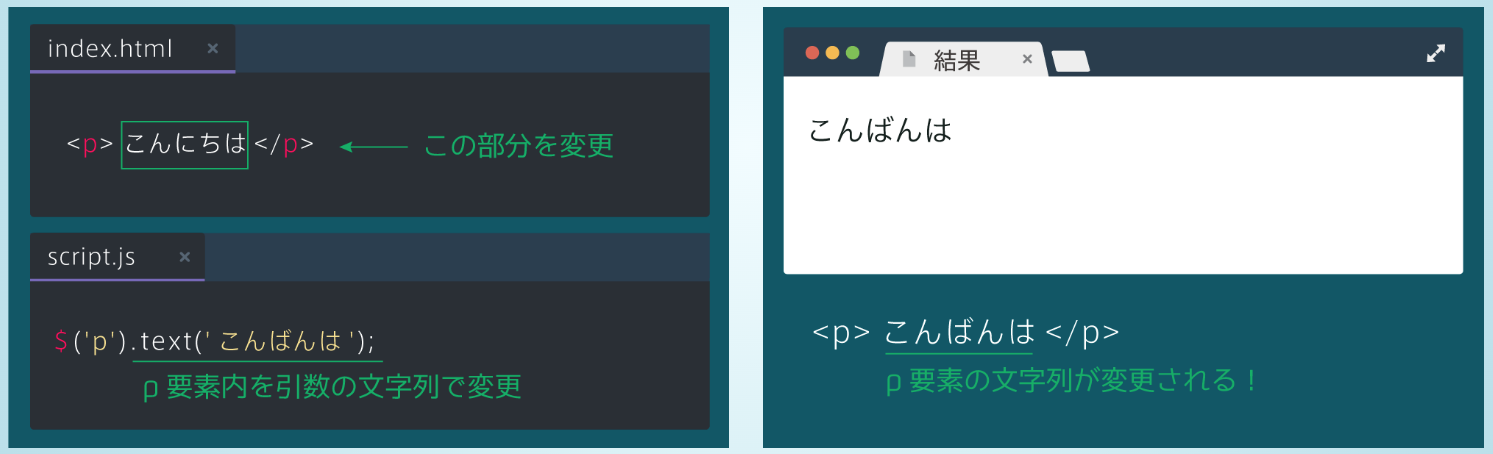 index.html ×
<p> こんにちは </p> この部分を変更
script.js ×
$('p').text(' こんばんは ');
p 要素内を引数の文字列で変更
結果 ×
こんばんは
<p> こんばんは </p>
p 要素の文字列が変更される！